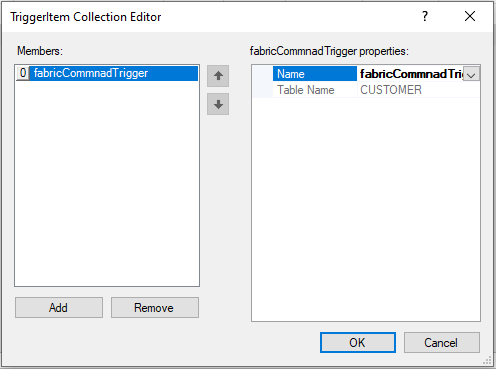 TriggerItem Collection Editor
?
Members:
fabricCommnadTrigger properties:
0 fabricCommnadTrigger
Name fabricCommnadTri
Table Name CUSTOMER
Add
Remove
OK
Cancel